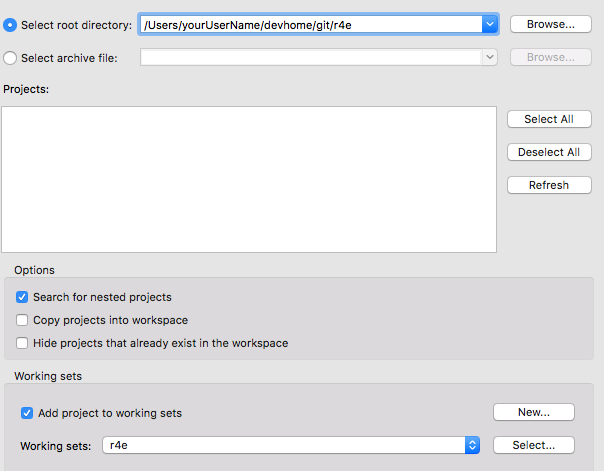 Select root directory: /Users/yourUserName/devhome/git/r4e Browse...
Select archive file: Browse...
Projects:
Select All
Deselect All
Refresh
Options
Search for nested projects
Copy projects into workspace
Hide projects that already exist in the workspace
Working sets
Add project to working sets New...
Working sets: r4e Select...